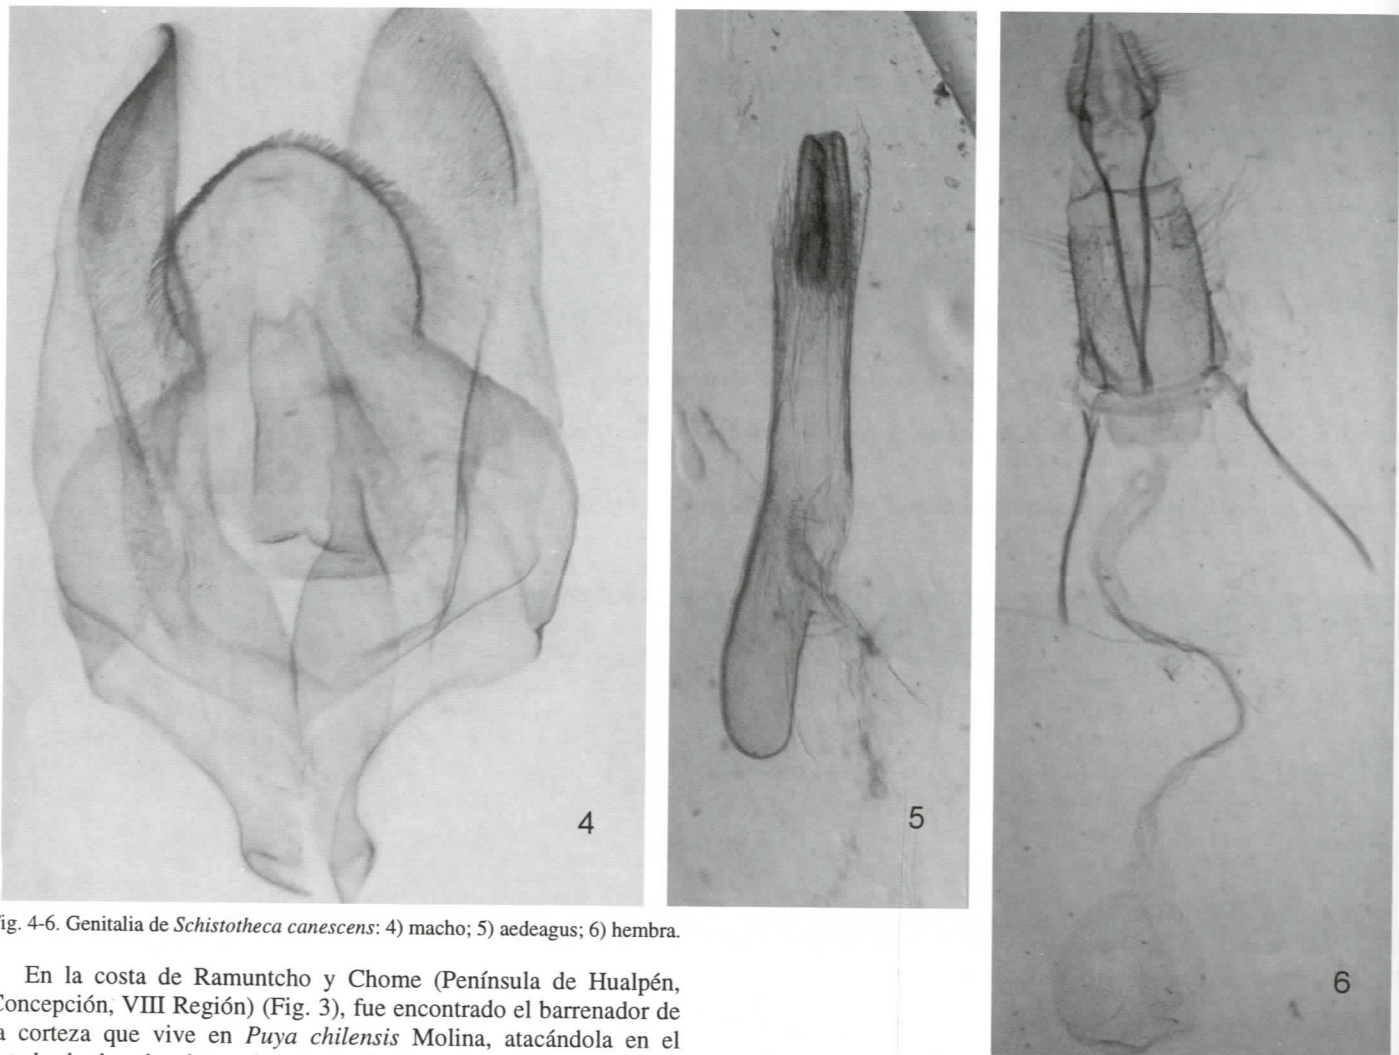 4
5
6
ig. 4-6. Genitalia de Schistotheca canescens: 4) macho; 5) aedeagus; 6) hembra.
En la costa de Ramuntcho y Chome (Península de Hualpén,
Concepción, VIII Región) (Fig. 3), fue encontrado el barrenador de
a corteza que vive en Puya chilensis Molina, atacándola en el